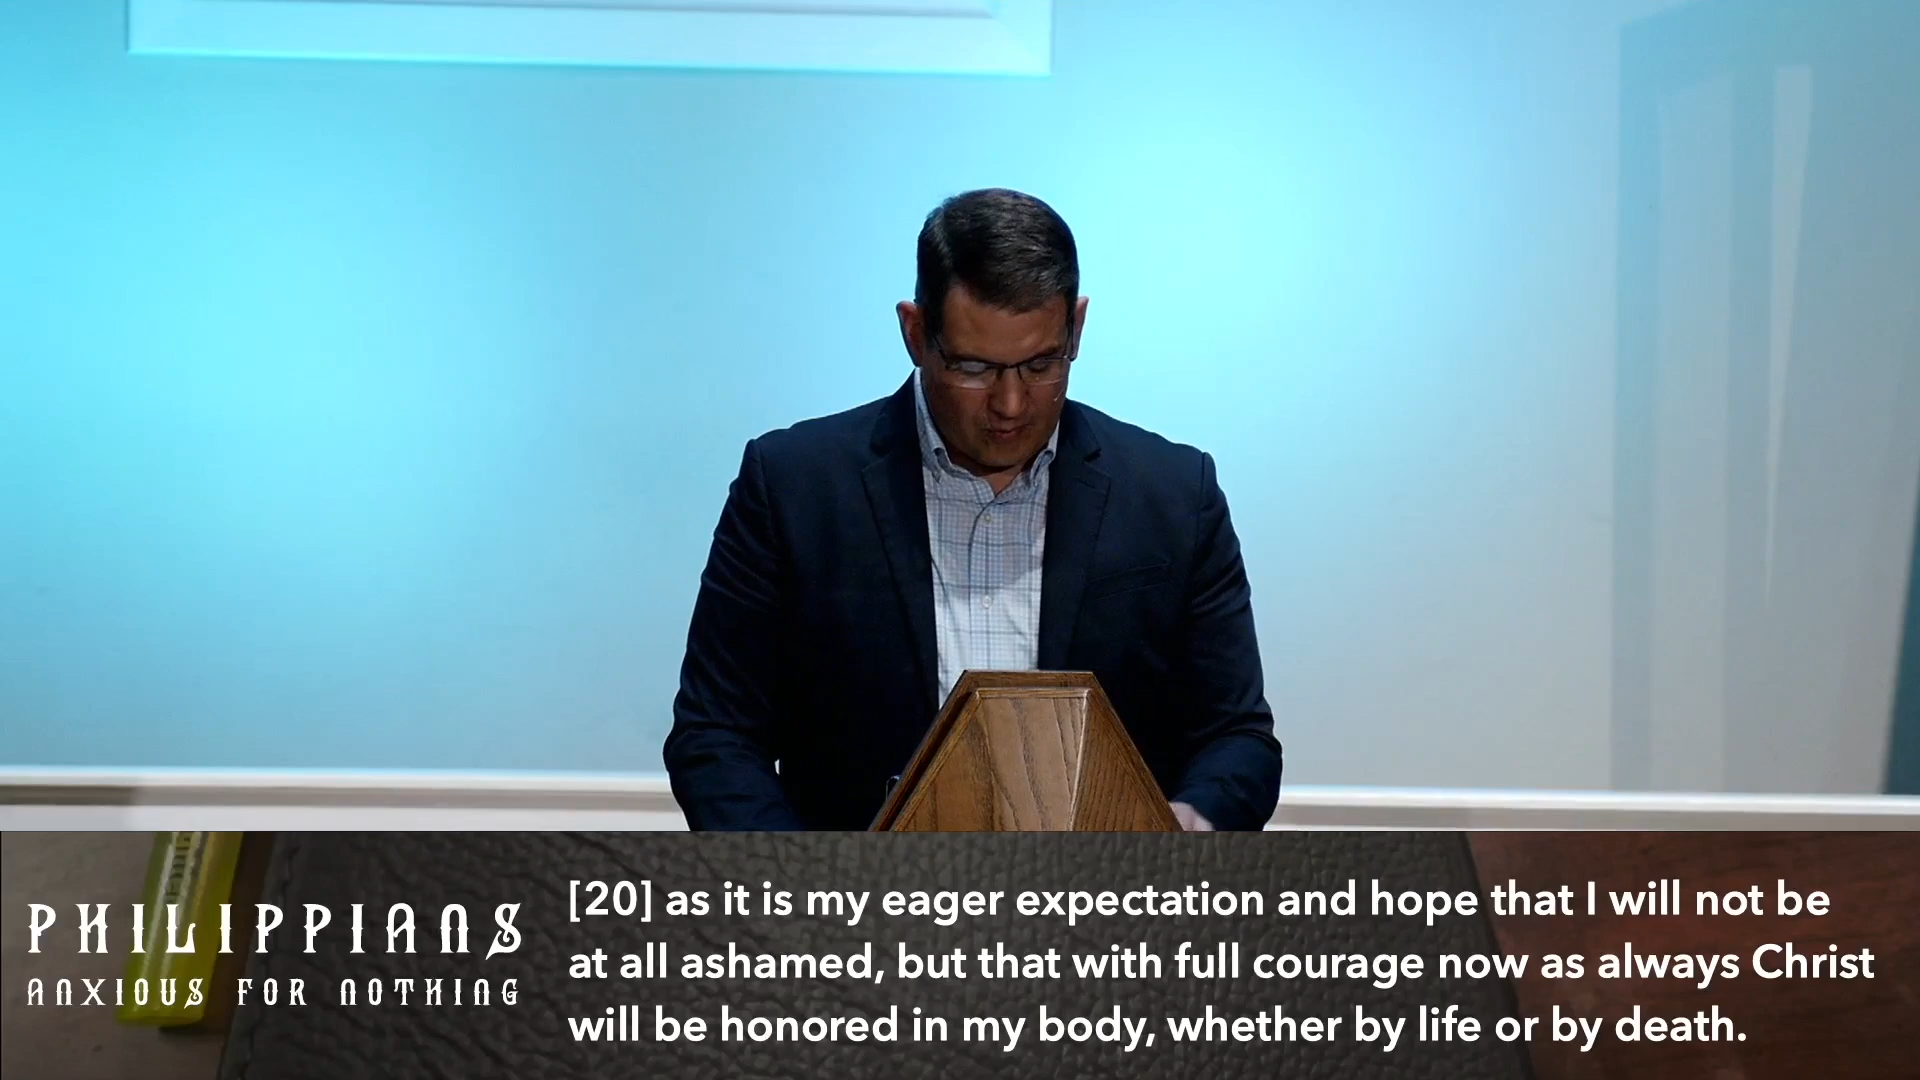 PHILIPPIANS
ANXIOUS FOR NOTHING
[20] as it is my eager expectation and hope that I will not be
at all ashamed, but that with full courage now as always Christ
will be honored in my body, whether by life or by death.